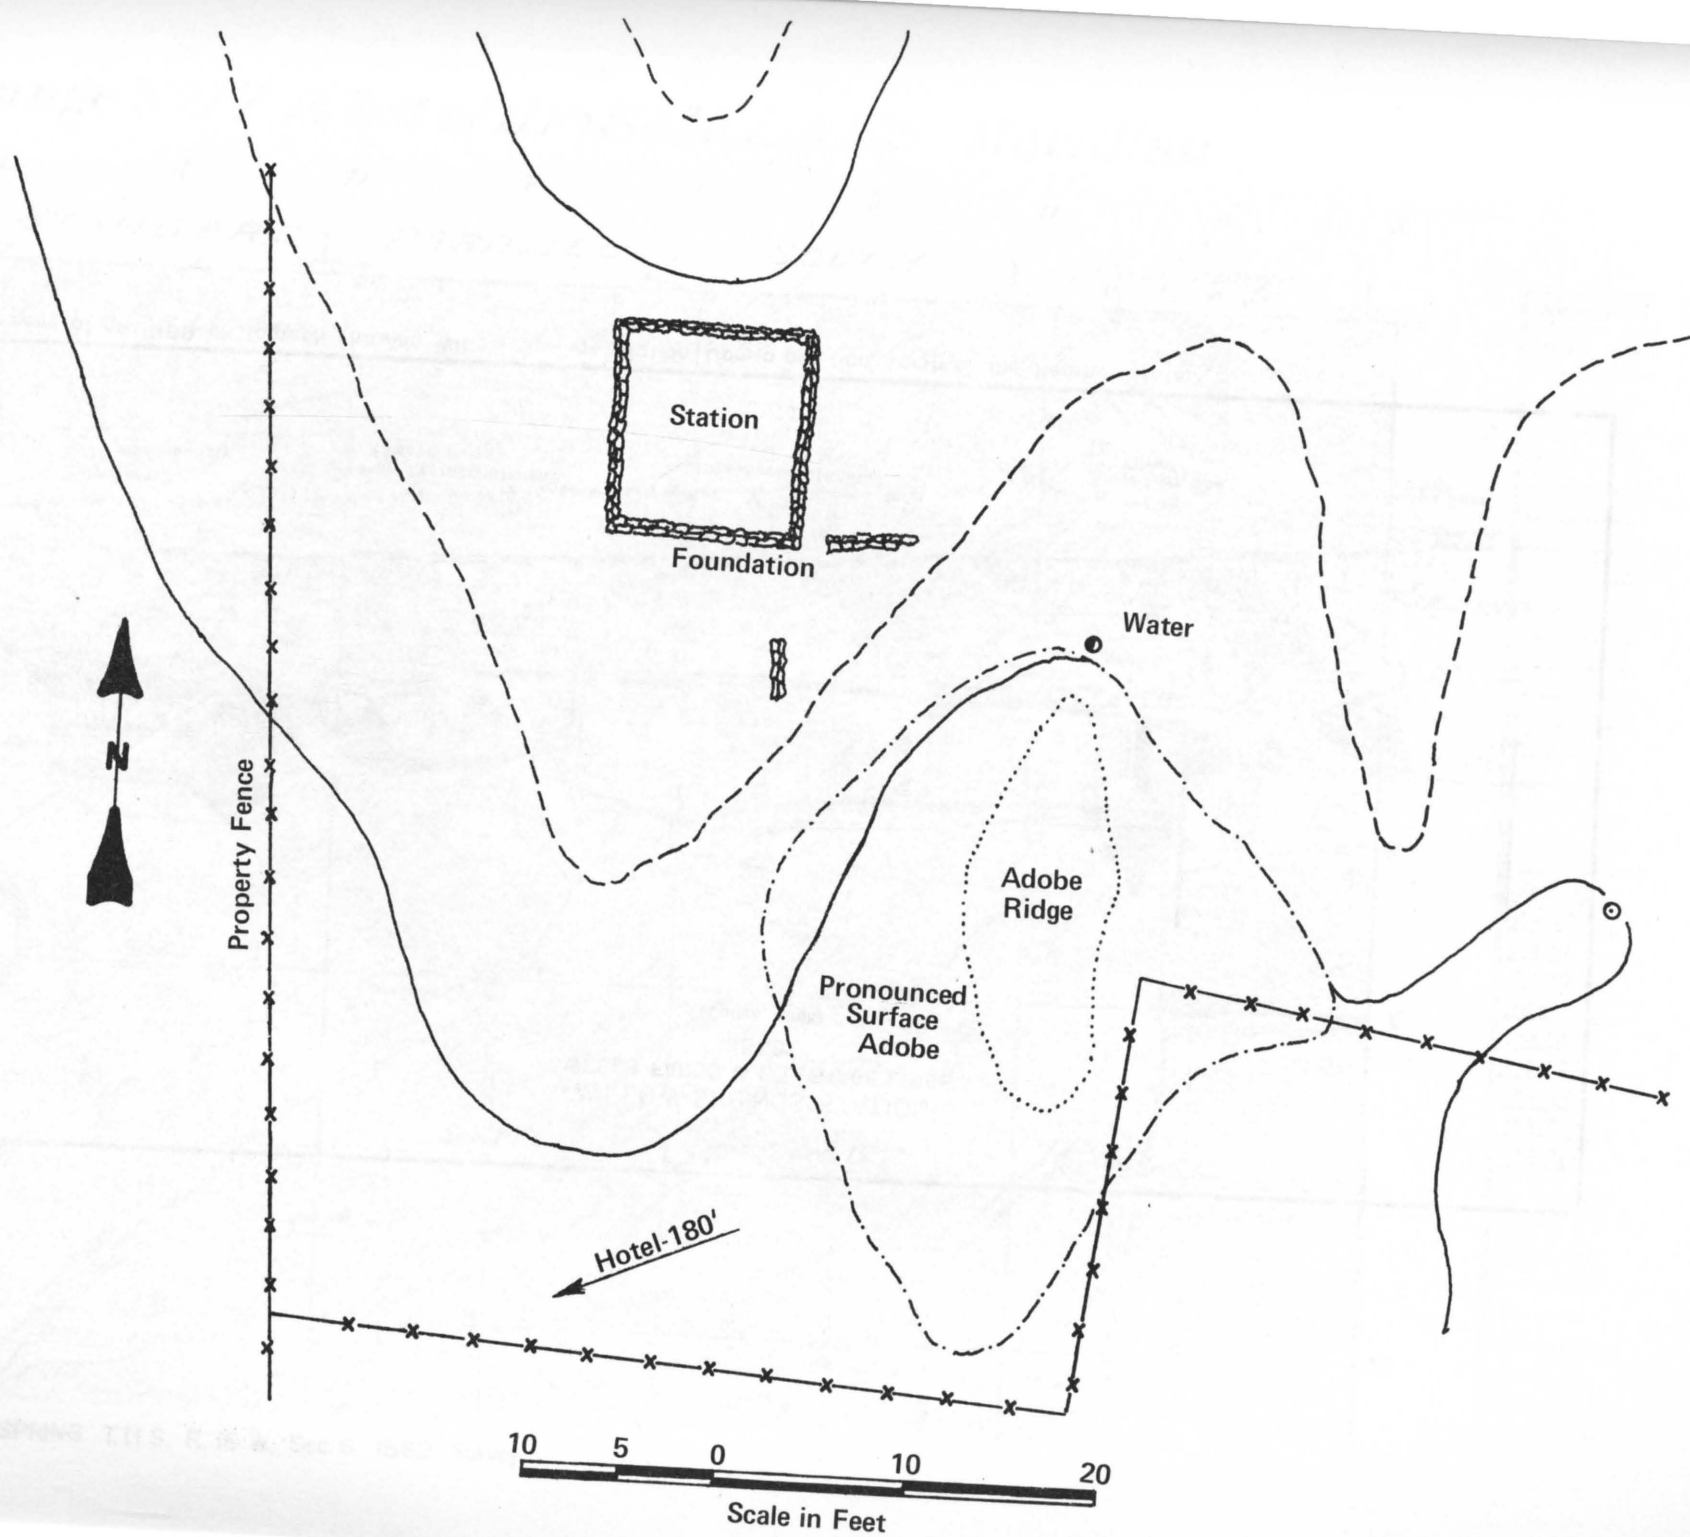 Station
Foundation
Water
N
Property Fence
Adobe
Ridge
Pronounced
Surface
Adobe
Hotel-180'
10 5 0 10 20
Scale in Feet